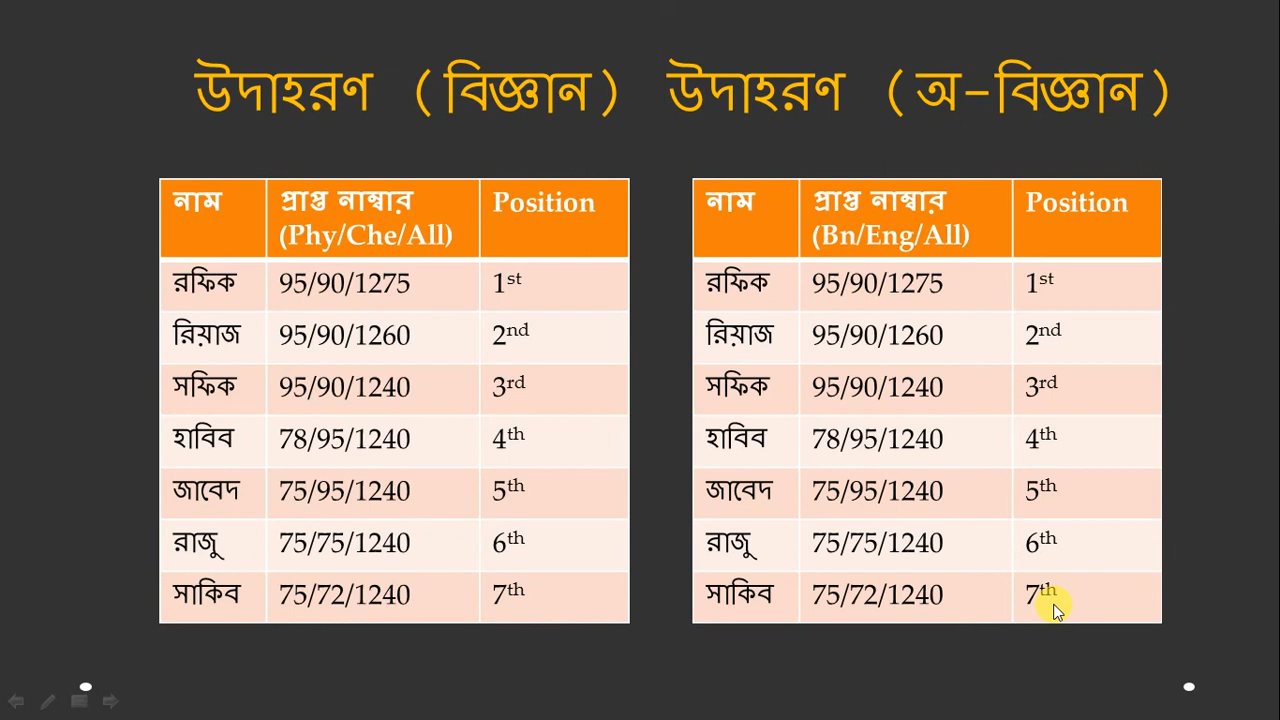 উদাহরণ (বিজ্ঞান) উদাহরণ (অ-বিজ্ঞান)
নাম প্রাপ্ত নাম্বার (Phy/Che/All) Position
রফিক 95/90/1275 1st
রিয়াজ 95/90/1260 2nd
সফিক 95/90/1240 3rd
হাবিব 78/95/1240 4th
জাবেদ 75/95/1240 5th
রাজু 75/75/1240 6th
সাকিব 75/72/1240 7th
নাম প্রাপ্ত নাম্বার (Bn/Eng/All) Position
রফিক 95/90/1275 1st
রিয়াজ 95/90/1260 2nd
সফিক 95/90/1240 3rd
হাবিব 78/95/1240 4th
জাবেদ 75/95/1240 5th
রাজু 75/75/1240 6th
সাকিব 75/72/1240 7th